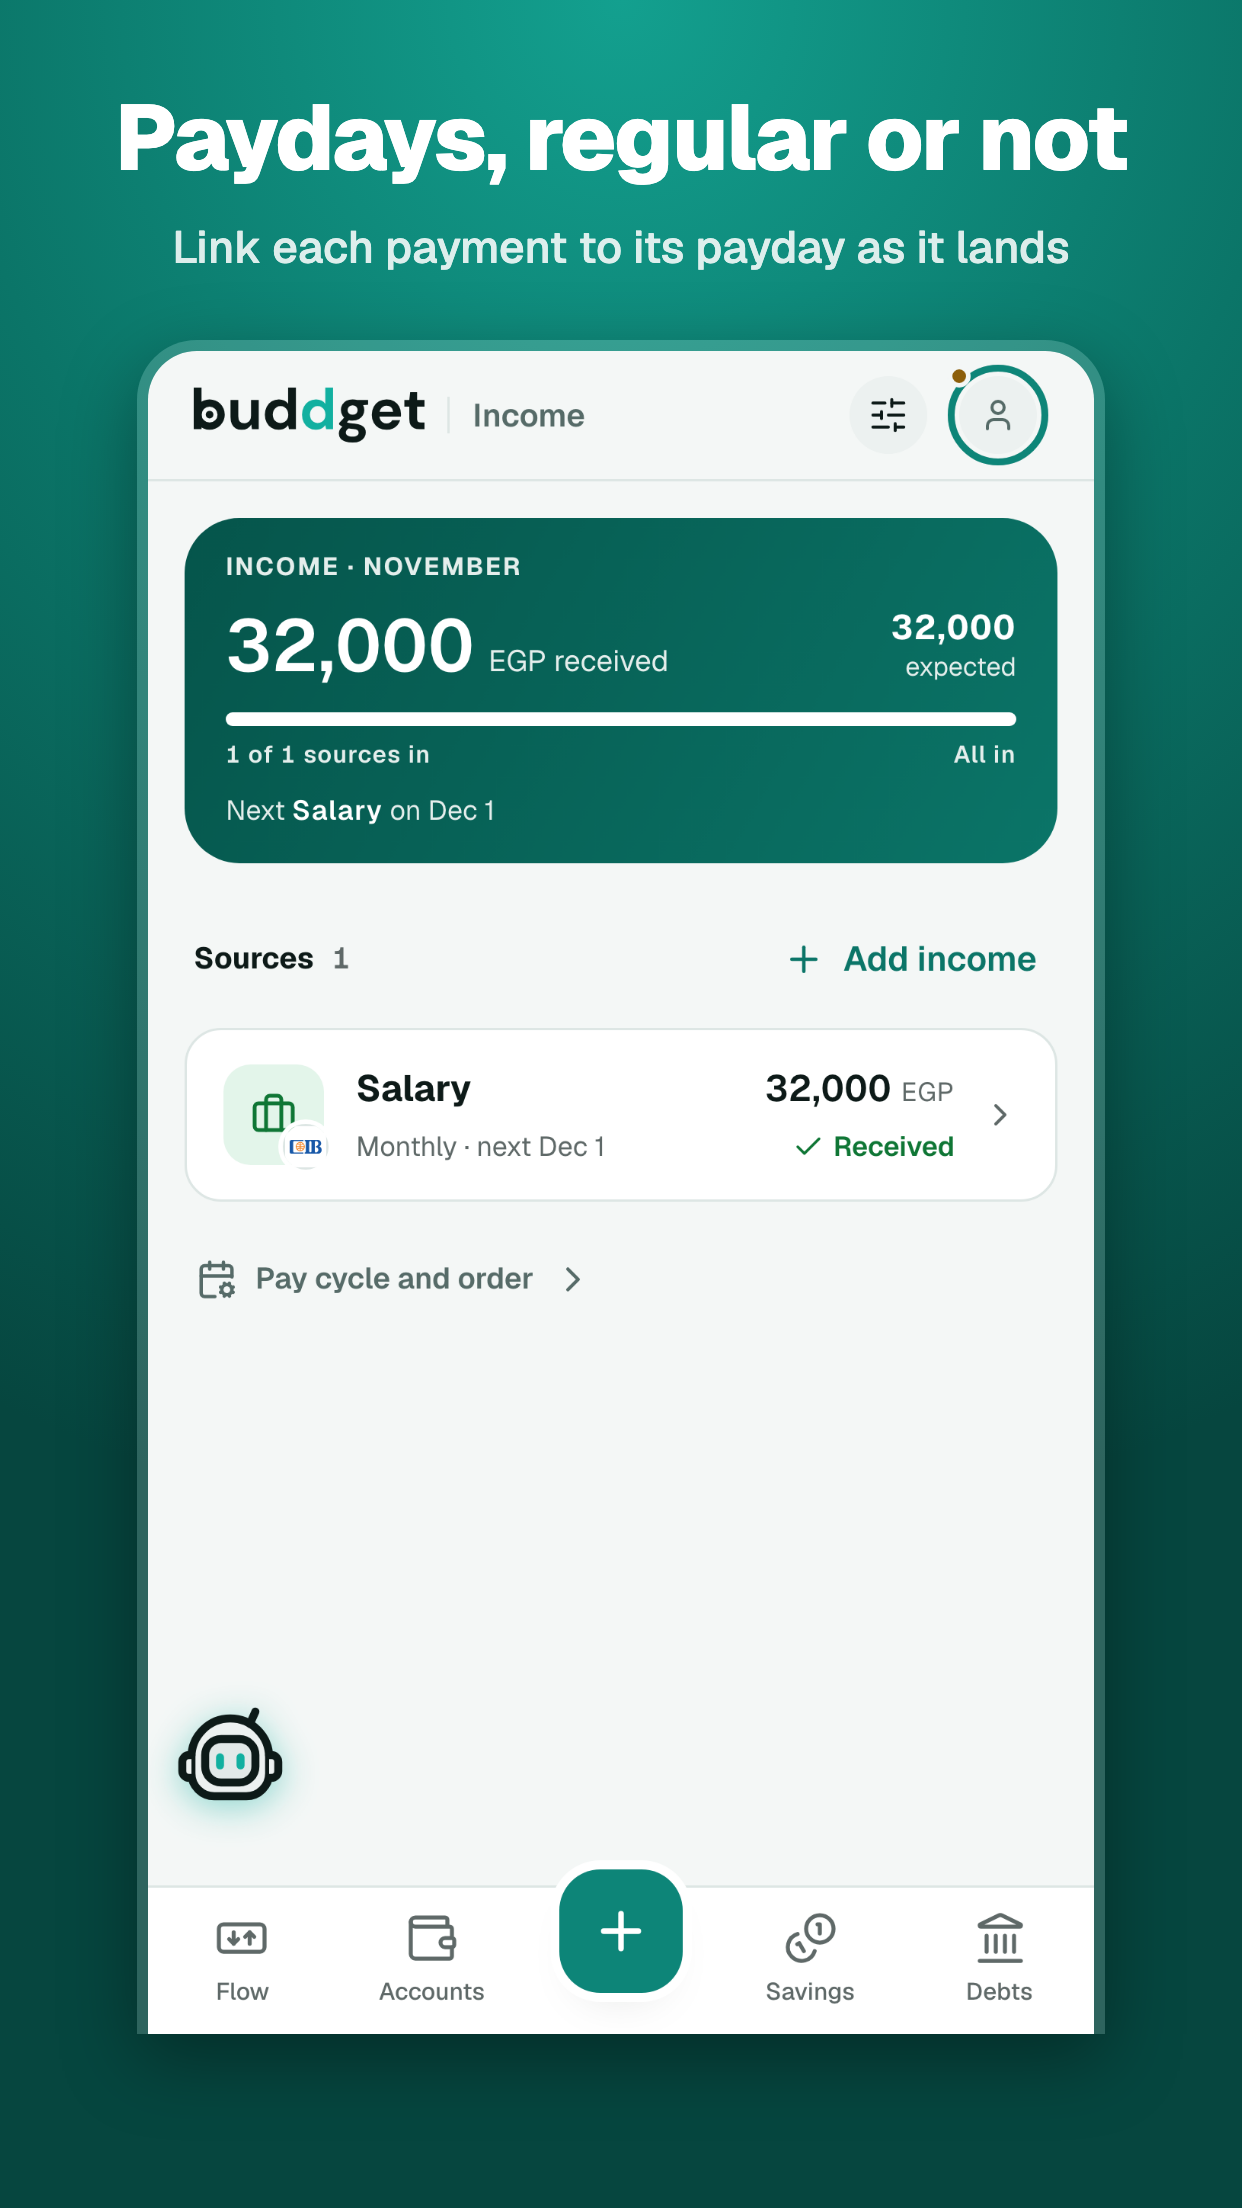 Paydays, regular or not
Link each payment to its payday as it lands
buddget
Income
INCOME · NOVEMBER
32,000 EGP received
32,000
expected
1 of 1 sources in
All in
Next Salary on Dec 1
Sources 1
+ Add income
Salary
32,000 EGP
CIB
Monthly · next Dec 1
Received
Pay cycle and order
Flow
Accounts
Savings
Debts